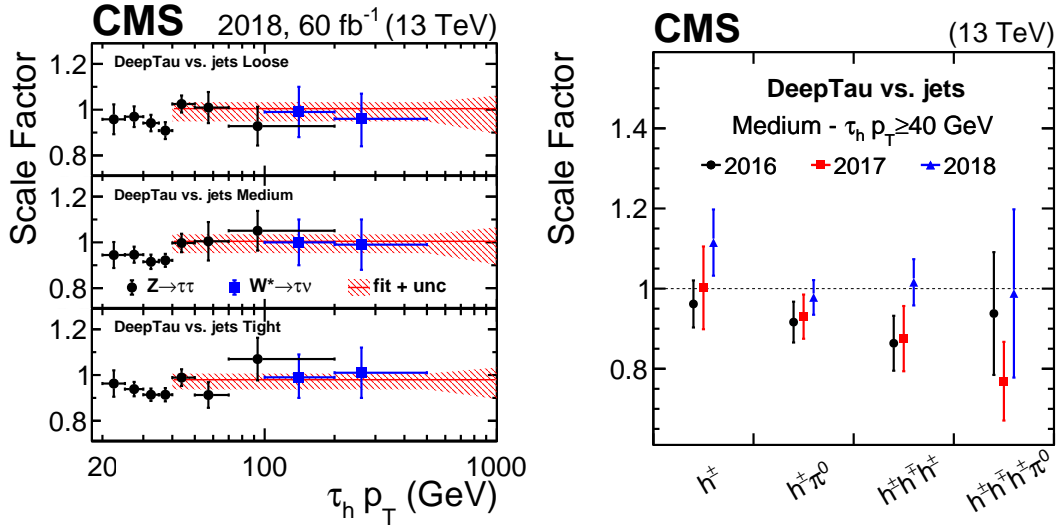 CMS 2018, 60 fb⁻¹ (13 TeV)
Scale Factor
1.2
1
0.8
DeepTau vs. jets Loose
1.2
1
0.8
DeepTau vs. jets Medium
Z→ττ W*→τν fit + unc
1.2
1
0.8
DeepTau vs. jets Tight
20 100 1000
τₕ p_T (GeV)
CMS (13 TeV)
Scale Factor
DeepTau vs. jets
Medium - τₕ p_T≥40 GeV
2016 2017 2018
1.4
1.2
1
0.8
h± h±π⁰ h±h∓h± h±h∓h±π⁰